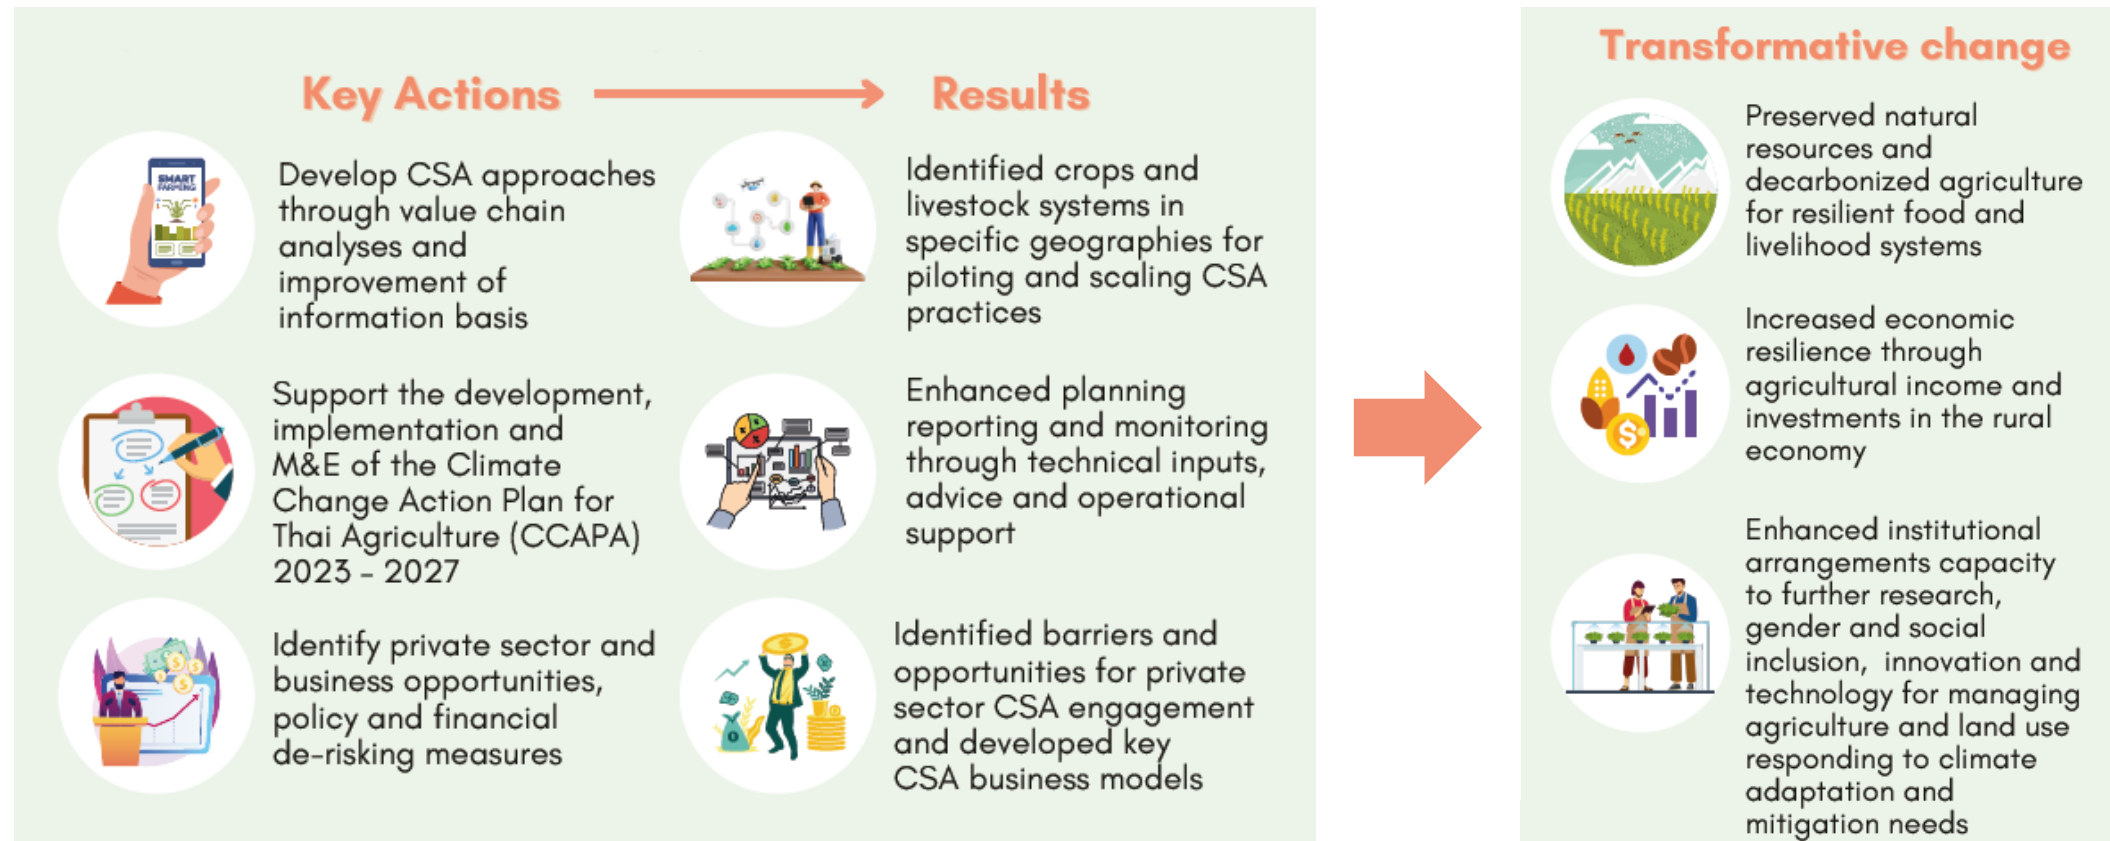 Key Actions
Results
SMART
FARMING
Develop CSA approaches
through value chain
analyses and
improvement of
information basis
Identified crops and
livestock systems in
specific geographies for
piloting and scaling CSA
practices
Support the development,
implementation and
M&E of the Climate
Change Action Plan for
Thai Agriculture (CCAPA)
2023 - 2027
Enhanced planning
reporting and monitoring
through technical inputs,
advice and operational
support
Identify private sector and
business opportunities,
policy and financial
de-risking measures
Identified barriers and
opportunities for private
sector CSA engagement
and developed key
CSA business models
Transformative change
Preserved natural
resources and
decarbonized agriculture
for resilient food and
livelihood systems
Increased economic
resilience through
agricultural income and
investments in the rural
economy
Enhanced institutional
arrangements capacity
to further research,
gender and social
inclusion, innovation and
technology for managing
agriculture and land use
responding to climate
adaptation and
mitigation needs